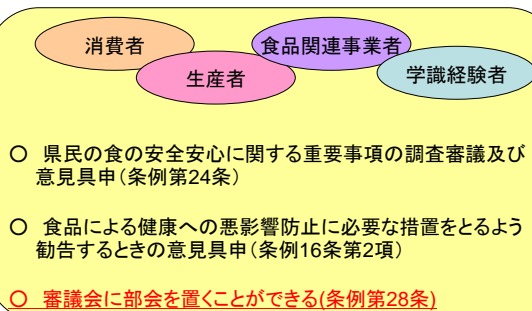 消費者
食品関連事業者
生産者
学識経験者
○ 県民の食の安全安心に関する重要事項の調査審議及び
意見具申(条例第24条)
○ 食品による健康への悪影響防止に必要な措置をとるよう
勧告するときの意見具申(条例16条第2項)
○ 審議会に部会を置くことができる(条例第28条)